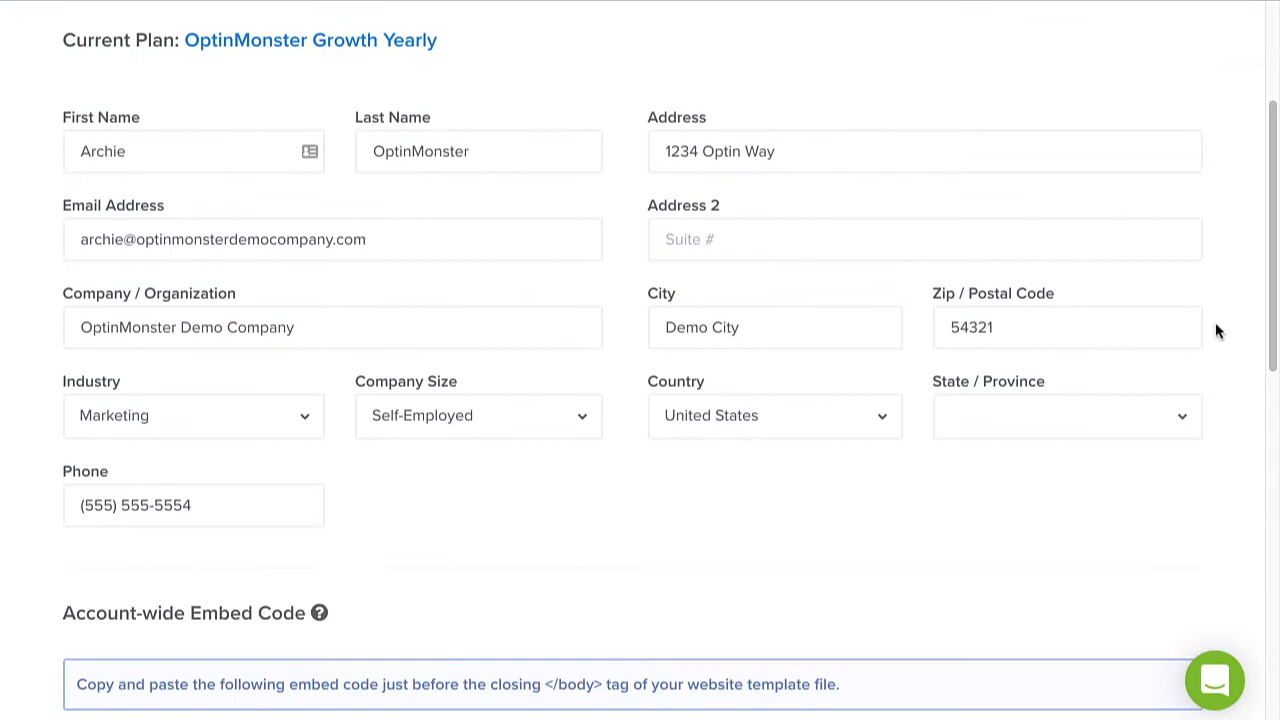 Current Plan: OptinMonster Growth Yearly
First Name
Last Name
Address
Archie
OptinMonster
1234 Optin Way
Email Address
Address 2
archie@optinmonsterdemocompany.com
Suite #
Company / Organization
City
Zip / Postal Code
OptinMonster Demo Company
Demo City
54321
Industry
Company Size
Country
State / Province
Marketing
Self-Employed
United States
Phone
(555) 555-5554
Account-wide Embed Code ?
Copy and paste the following embed code just before the closing </body> tag of your website template file.